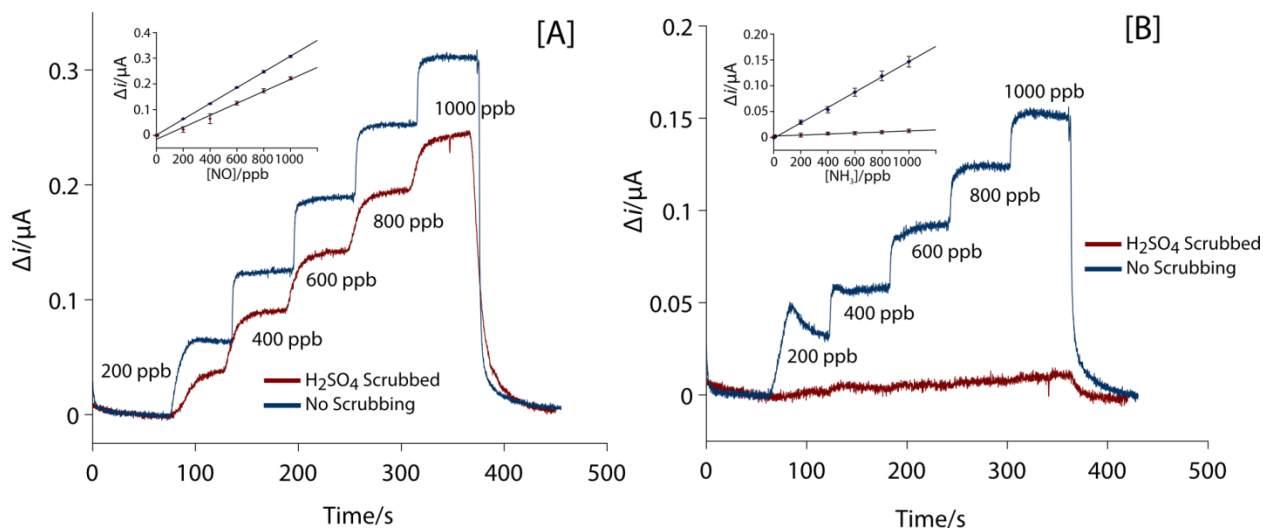 [A]
Δi/µA
0.3
0.2
0.1
0
0 100 200 300 400 500
Time/s
200 ppb
400 ppb
600 ppb
800 ppb
1000 ppb
H₂SO₄ Scrubbed
No Scrubbing
Δi/µA
0.4
0.3
0.2
0.1
0
0 200 400 600 800 1000
[NO]/ppb
[B]
Δi/µA
0.2
0.15
0.1
0.05
0
0 100 200 300 400 500
Time/s
200 ppb
400 ppb
600 ppb
800 ppb
1000 ppb
H₂SO₄ Scrubbed
No Scrubbing
Δi/µA
0.20
0.15
0.10
0.05
0
0 200 400 600 800 1000
[NH₃]/ppb